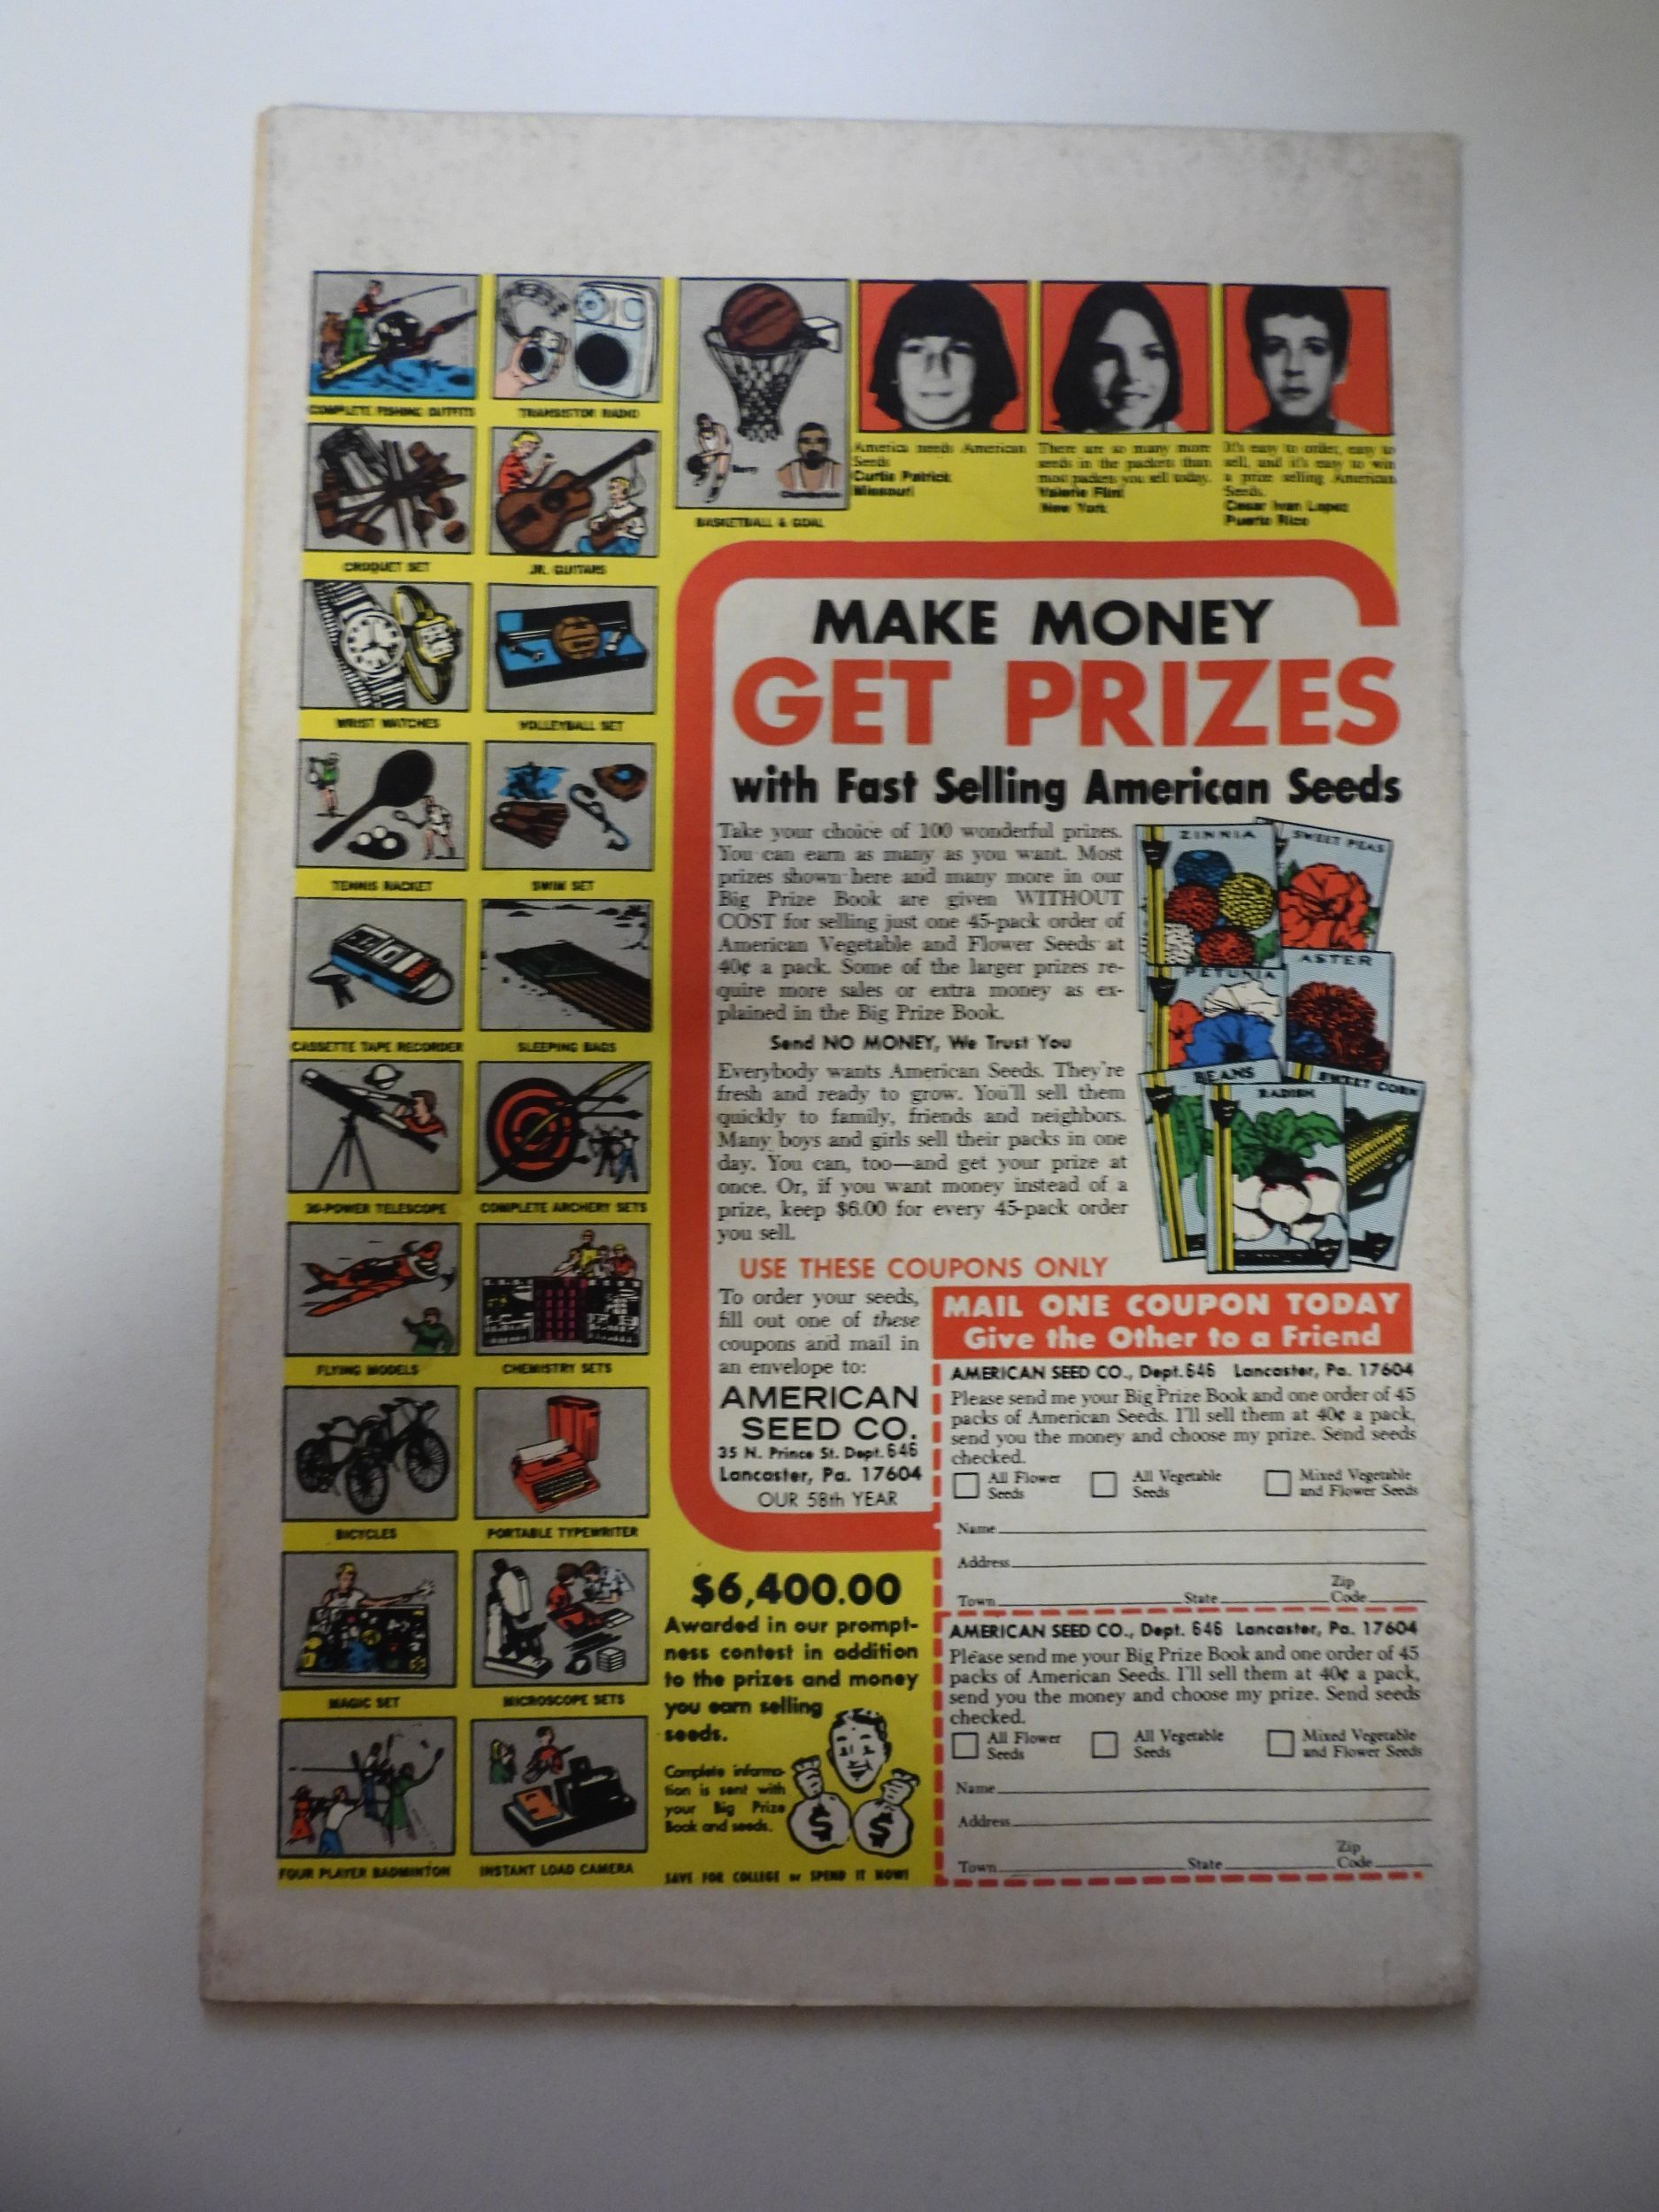 COMPLETE FISHING OUTFITS
TRANSISTOR RADIO
CROQUET SET
JR. GUITARS
WRIST WATCHES
VOLLEYBALL SET
TENNIS RACKET
SWIM SET
CASSETTE TAPE RECORDER
SLEEPING BAGS
30-POWER TELESCOPE
COMPLETE ARCHERY SETS
FLYING MODELS
CHEMISTRY SETS
BICYCLES
PORTABLE TYPEWRITER
MAGIC SET
MICROSCOPE SETS
FOUR PLAYER BADMINTON
INSTANT LOAD CAMERA
Barry
Chamberlain
BASKETBALL & GOAL
America needs American
Seeds
Curtis Patrick
Missouri
There are so many more
seeds in the packets than
most packets you sell today.
Valerie Flint
New York
It's easy to order, easy to
sell, and it's easy to win
a prize selling American
Seeds.
Cesar Ivan Lopez
Puerto Rico
MAKE MONEY
GET PRIZES
with Fast Selling American Seeds
Take your choice of 100 wonderful prizes.
You can earn as many as you want. Most
prizes shown here and many more in our
Big Prize Book are given WITHOUT
COST for selling just one 45-pack order of
American Vegetable and Flower Seeds at
40¢ a pack. Some of the larger prizes re-
quire more sales or extra money as ex-
plained in the Big Prize Book.
Send NO MONEY, We Trust You
Everybody wants American Seeds. They're
fresh and ready to grow. You'll sell them
quickly to family, friends and neighbors.
Many boys and girls sell their packs in one
day. You can, too—and get your prize at
once. Or, if you want money instead of a
prize, keep $6.00 for every 45-pack order
you sell.
ZINNIA
SWEET PEAS
PETUNIA
ASTER
BEANS
RADISH
SWEET CORN
USE THESE COUPONS ONLY
To order your seeds,
fill out one of these
coupons and mail in
an envelope to:
AMERICAN
SEED CO.
35 N. Prince St. Dept. 646
Lancaster, Pa. 17604
OUR 58th YEAR
MAIL ONE COUPON TODAY
Give the Other to a Friend
AMERICAN SEED CO., Dept. 646 Lancaster, Pa. 17604
Please send me your Big Prize Book and one order of 45
packs of American Seeds. I'll sell them at 40¢ a pack,
send you the money and choose my prize. Send seeds
checked.
All Flower
Seeds
All Vegetable
Seeds
Mixed Vegetable
and Flower Seeds
Name
Address
Town State Zip
Code
AMERICAN SEED CO., Dept. 646 Lancaster, Pa. 17604
Please send me your Big Prize Book and one order of 45
packs of American Seeds. I'll sell them at 40¢ a pack,
send you the money and choose my prize. Send seeds
checked.
All Flower
Seeds
All Vegetable
Seeds
Mixed Vegetable
and Flower Seeds
Name
Address
Town State Zip
Code
$6,400.00
Awarded in our prompt-
ness contest in addition
to the prizes and money
you earn selling
seeds.
Complete informa-
tion is sent with
your Big Prize
Book and seeds.
$ $
SAVE FOR COLLEGE or SPEND IT NOW!